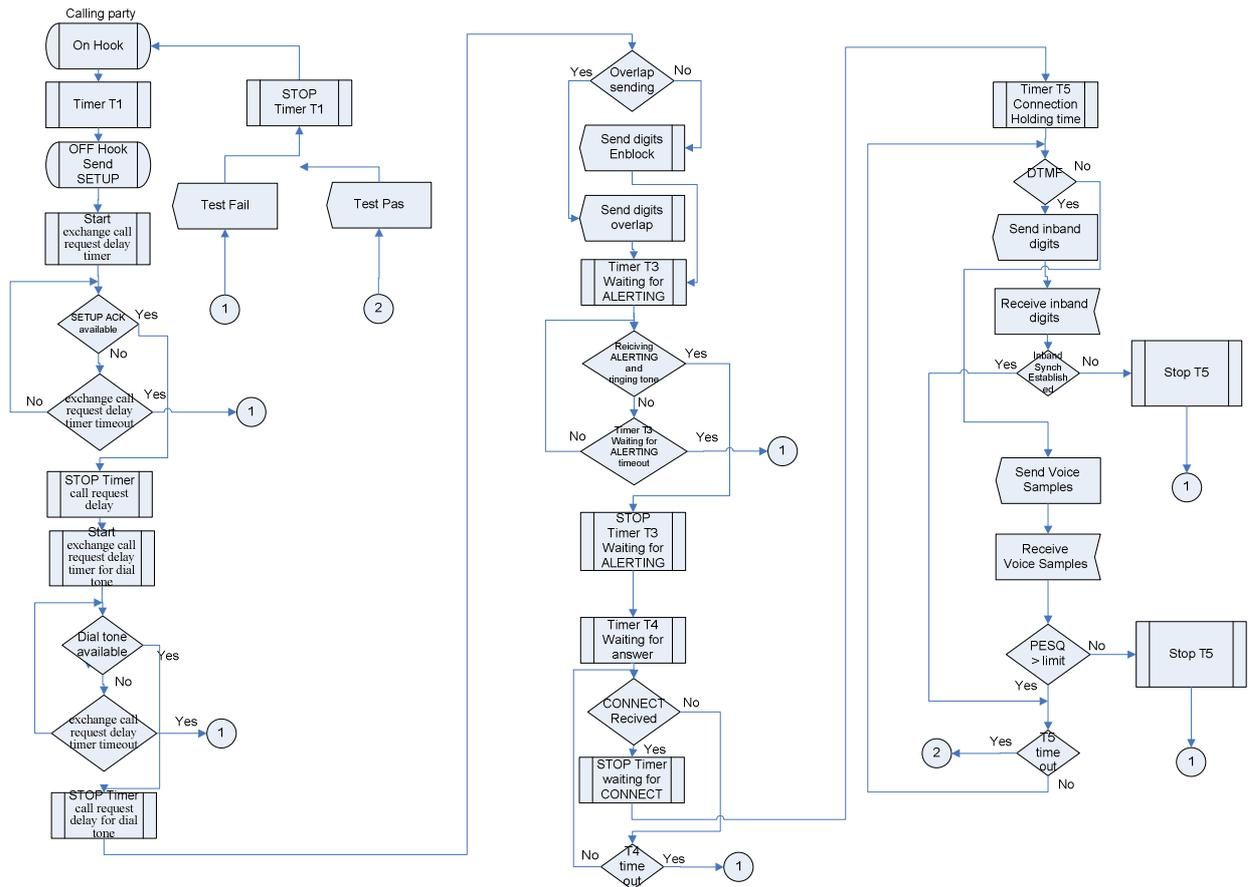 Calling party
On Hook
Timer T1
OFF Hook
Send
SETUP
Start
exchange call
request delay
timer
SETUP ACK
available
Yes
No
exchange call
request delay
timer timeout
No
Yes
1
STOP Timer
call request
delay
Start
exchange call
request delay
timer for dial
tone
Dial tone
available
Yes
No
exchange call
request delay
timer timeout
Yes
1
STOP Timer
call request
delay for dial
tone
STOP
Timer T1
Test Fail
Test Pas
1
2
Overlap
sending
Yes
No
Send digits
Enblock
Send digits
overlap
Timer T3
Waiting for
ALERTING
Reiciving
ALERTING
and
ringing tone
Yes
No
Timer T3
Waiting for
ALERTING
timeout
No
Yes
1
STOP
Timer T3
Waiting for
ALERTING
Timer T4
Waiting for
answer
CONNECT
Recived
No
Yes
STOP Timer
waiting for
CONNECT
T4
time
out
No
Yes
1
Timer T5
Connection
Holding time
DTMF
No
Yes
Send inband
digits
Receive inband
digits
Inband
Synch
Establish
ed
Yes
No
Stop T5
1
Send Voice
Samples
Receive
Voice Samples
PESQ
> limit
No
Yes
Stop T5
1
T5
time
out
Yes
2
No